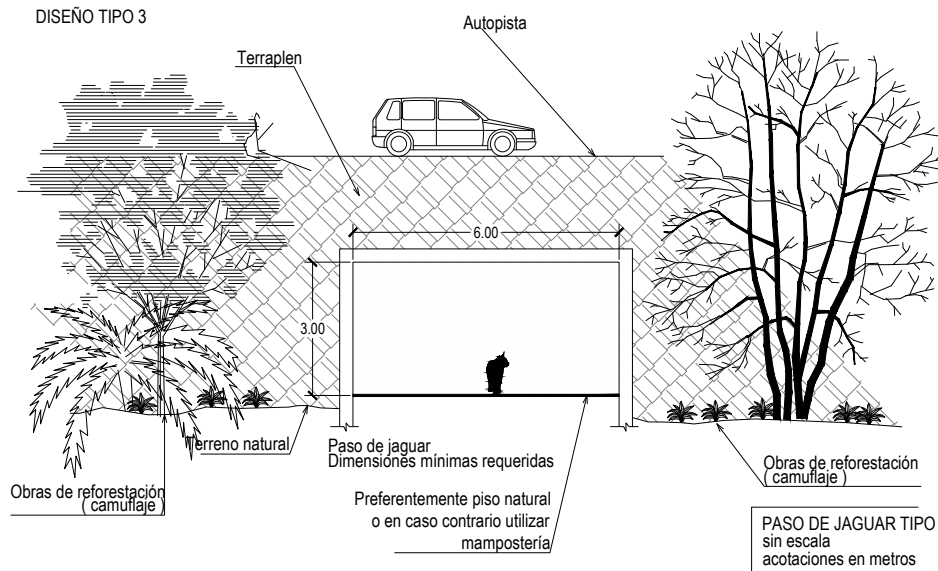 DISEÑO TIPO 3
Autopista
Terraplen
6.00
3.00
Terreno natural
Paso de jaguar
Dimensiones mínimas requeridas
Obras de reforestación
( camuflaje )
Preferentemente piso natural
o en caso contrario utilizar
mampostería
Obras de reforestación
( camuflaje )
PASO DE JAGUAR TIPO
sin escala
acotaciones en metros